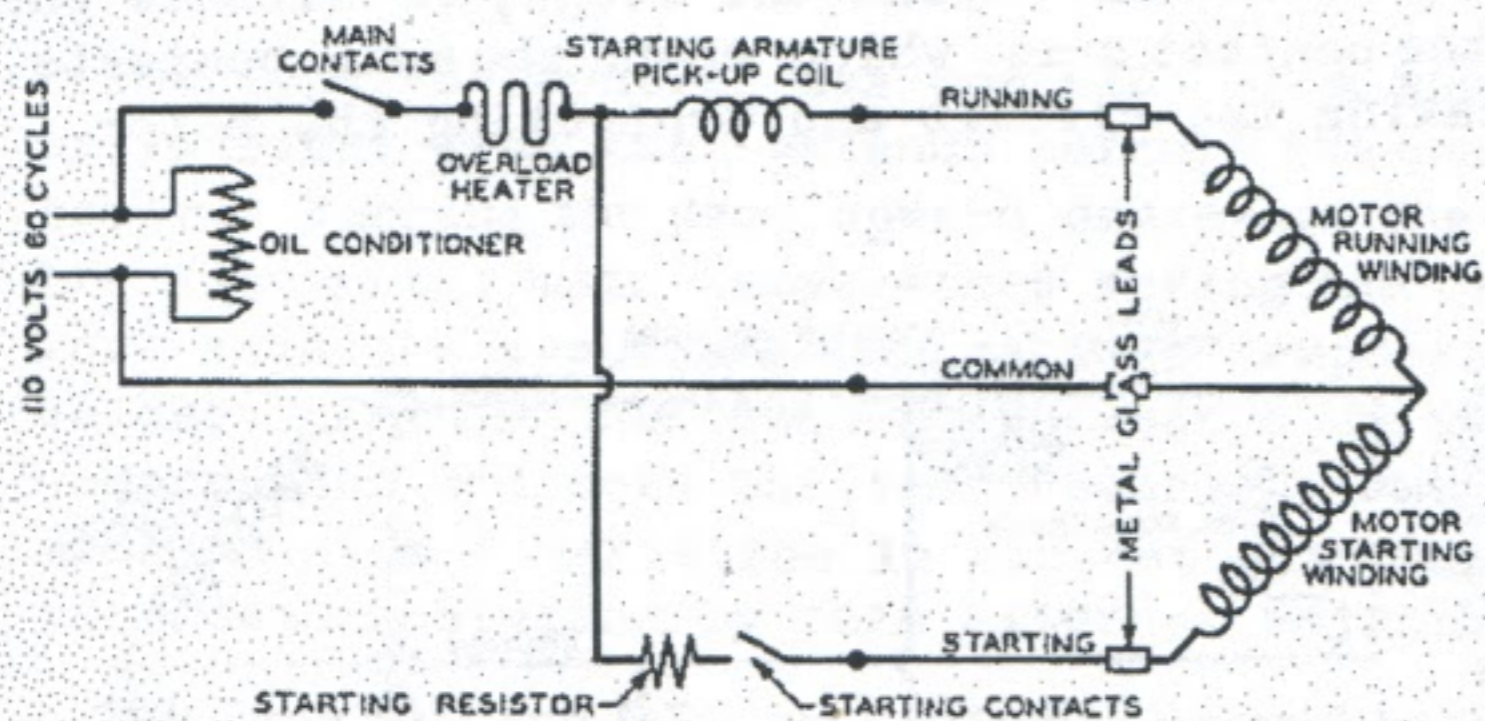 MAIN
CONTACTS
STARTING ARMATURE
PICK-UP COIL
RUNNING
OVERLOAD
HEATER
110 VOLTS 60 CYCLES
OIL CONDITIONER
MOTOR
RUNNING
WINDING
METAL GLASS LEADS
COMMON
MOTOR
STARTING
WINDING
STARTING
STARTING RESISTOR
STARTING CONTACTS